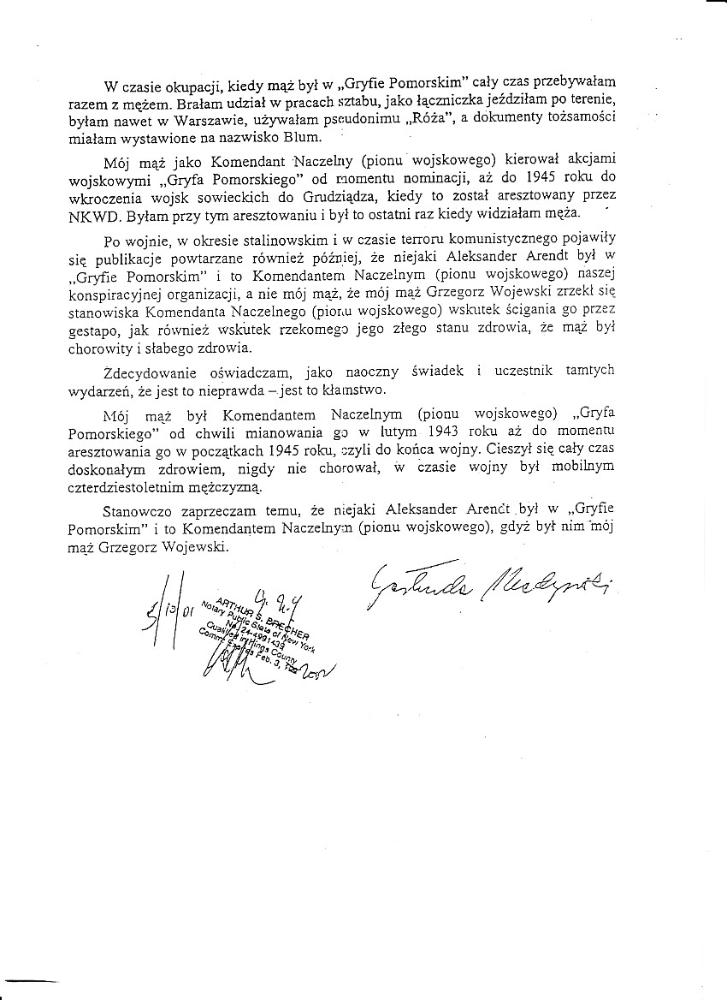 W czasie okupacji, kiedy mąż był w „Gryfie Pomorskim” cały czas przebywałam
razem z mężem. Brałam udział w pracach sztabu, jako łączniczka jeździłam po terenie,
byłam nawet w Warszawie, używałam pseudonimu „Róża”, a dokumenty tożsamości
miałam wystawione na nazwisko Blum.
Mój mąż jako Komendant Naczelny (pionu wojskowego) kierował akcjami
wojskowymi „Gryfa Pomorskiego” od momentu nominacji, aż do 1945 roku do
wkroczenia wojsk sowieckich do Grudziądza, kiedy to został aresztowany przez
NKWD. Byłam przy tym aresztowaniu i był to ostatni raz kiedy widziałam męża.
Po wojnie, w okresie stalinowskim i w czasie terroru komunistycznego pojawiły
się publikacje powtarzane również później, że niejaki Aleksander Arendt był w
„Gryfie Pomorskim” i to Komendantem Naczelnym (pionu wojskowego) naszej
konspiracyjnej organizacji, a nie mój mąż, że mój mąż Grzegorz Wojewski zrzekł się
stanowiska Komendanta Naczelnego (pionu wojskowego) wskutek ścigania go przez
gestapo, jak również wskutek rzekomego jego złego stanu zdrowia, że mąż był
chorowity i słabego zdrowia.
Zdecydowanie oświadczam, jako naoczny świadek i uczestnik tamtych
wydarzeń, że jest to nieprawda – jest to kłamstwo.
Mój mąż był Komendantem Naczelnym (pionu wojskowego) „Gryfa
Pomorskiego” od chwili mianowania go w lutym 1943 roku aż do momentu
aresztowania go w początkach 1945 roku, czyli do końca wojny. Cieszył się cały czas
doskonałym zdrowiem, nigdy nie chorował, w czasie wojny był mobilnym
czterdziestoletnim mężczyzną.
Stanowczo zaprzeczam temu, że niejaki Aleksander Arendt był w „Gryfie
Pomorskim” i to Komendantem Naczelnym (pionu wojskowego), gdyż był nim mój
mąż Grzegorz Wojewski.
Gertruda
ARTHUR S. BRECHER
Notary Public State of New York
No. 24-4991439
Qualified in Kings County
Comm. Expires Feb. 3,